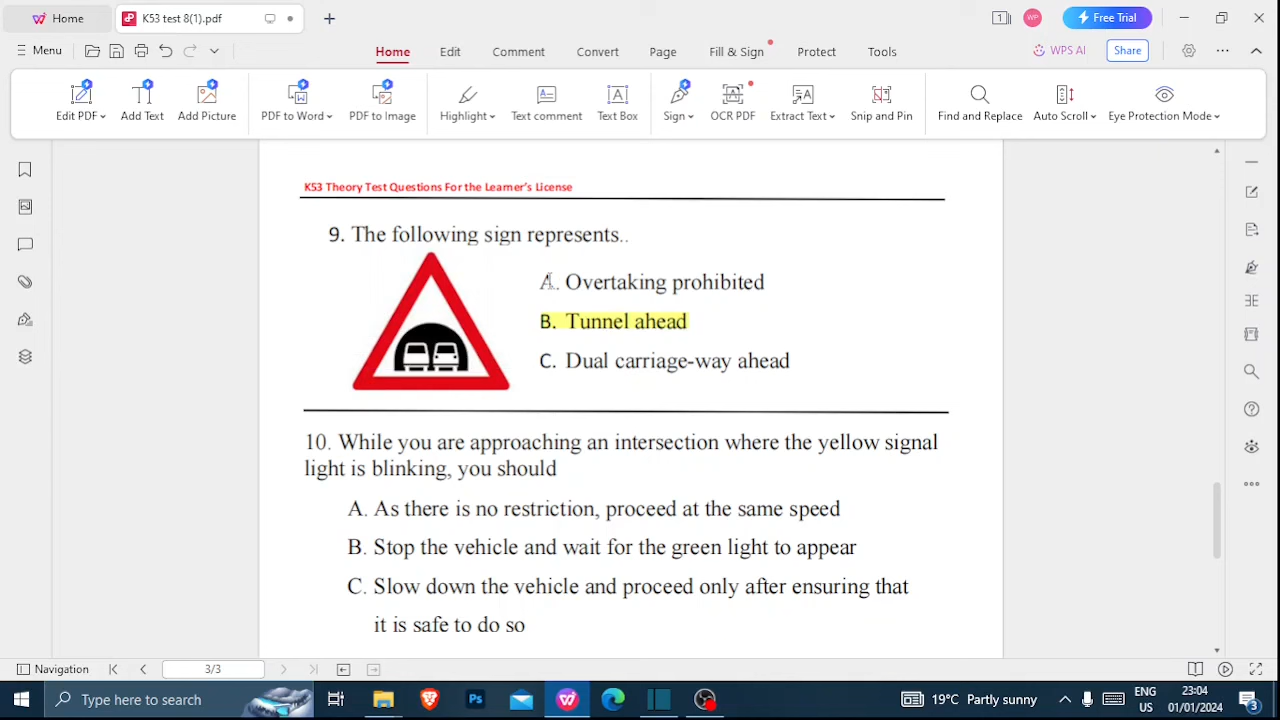 Home
K53 test 8(1).pdf
WP
Free Trial
Menu
Home
Edit
Comment
Convert
Page
Fill & Sign
Protect
Tools
WPS AI
Share
Edit PDF
Add Text
Add Picture
PDF to Word
PDF to Image
Highlight
Text comment
Text Box
Sign
OCR PDF
Extract Text
Snip and Pin
Find and Replace
Auto Scroll
Eye Protection Mode
K53 Theory Test Questions For the Learner's License
9. The following sign represents..
A. Overtaking prohibited
B. Tunnel ahead
C. Dual carriage-way ahead
10. While you are approaching an intersection where the yellow signal
light is blinking, you should
A. As there is no restriction, proceed at the same speed
B. Stop the vehicle and wait for the green light to appear
C. Slow down the vehicle and proceed only after ensuring that
it is safe to do so
Navigation
3/3
Type here to search
Ps
19°C Partly sunny
ENG
US
23:04
01/01/2024
3